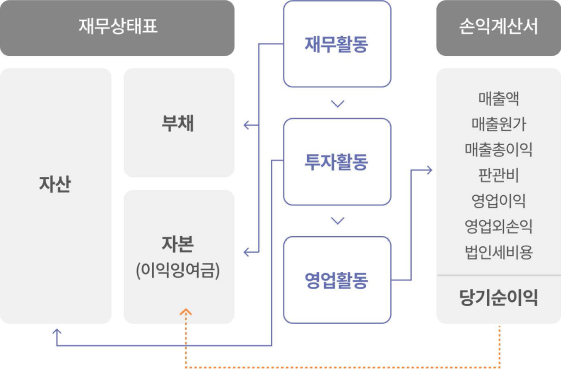 재무상태표
자산
부채
자본
(이익잉여금)
재무활동
투자활동
영업활동
손익계산서
매출액
매출원가
매출총이익
판관비
영업이익
영업외손익
법인세비용
당기순이익